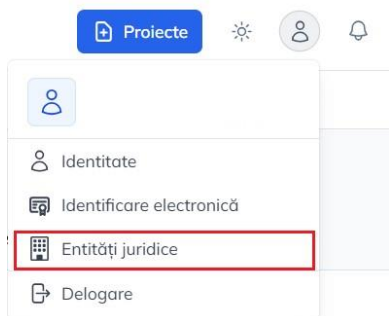 Proiecte
Identitate
Identificare electronică
Entități juridice
Delogare